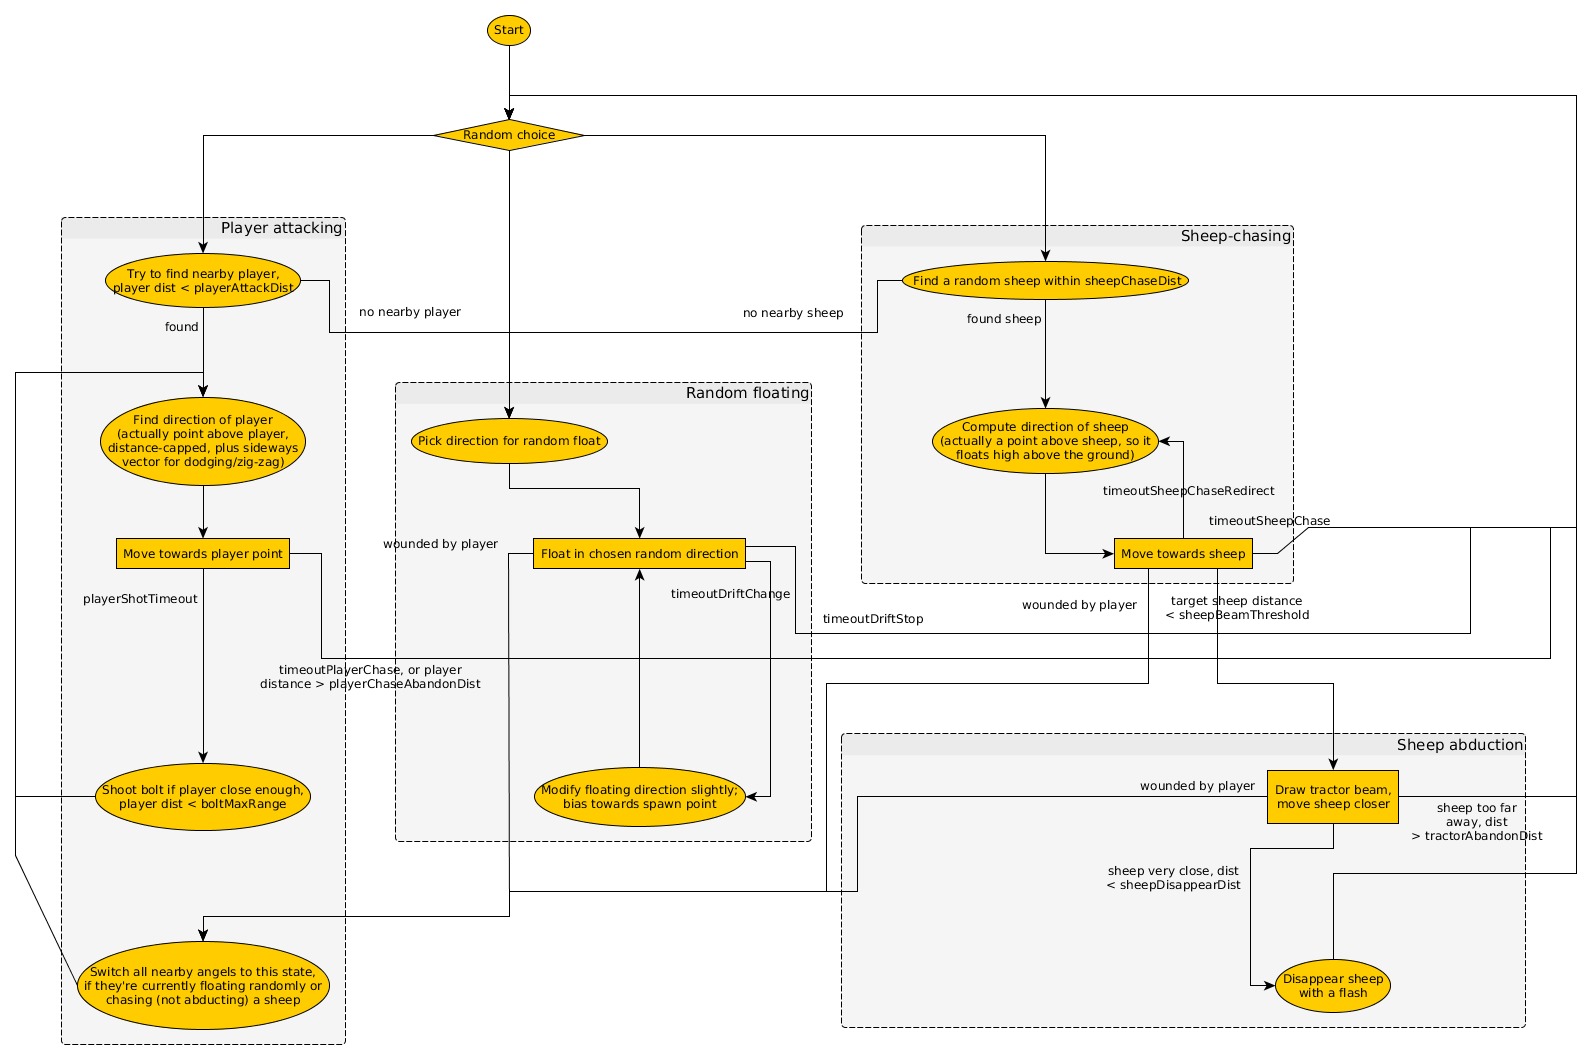 Start
Random choice
Player attacking
Try to find nearby player,
player dist < playerAttackDist
no nearby player
found
Find direction of player
(actually point above player,
distance-capped, plus sideways
vector for dodging/zig-zag)
Move towards player point
playerShotTimeout
timeoutPlayerChase, or player
distance > playerChaseAbandonDist
Shoot bolt if player close enough,
player dist < boltMaxRange
Switch all nearby angels to this state,
if they're currently floating randomly or
chasing (not abducting) a sheep
Random floating
Pick direction for random float
wounded by player
Float in chosen random direction
timeoutDriftChange
timeoutDriftStop
Modify floating direction slightly;
bias towards spawn point
Sheep-chasing
Find a random sheep within sheepChaseDist
no nearby sheep
found sheep
Compute direction of sheep
(actually a point above sheep, so it
floats high above the ground)
timeoutSheepChaseRedirect
timeoutSheepChase
Move towards sheep
wounded by player
target sheep distance
< sheepBeamThreshold
Sheep abduction
wounded by player
Draw tractor beam,
move sheep closer
sheep too far
away, dist
> tractorAbandonDist
sheep very close, dist
< sheepDisappearDist
Disappear sheep
with a flash